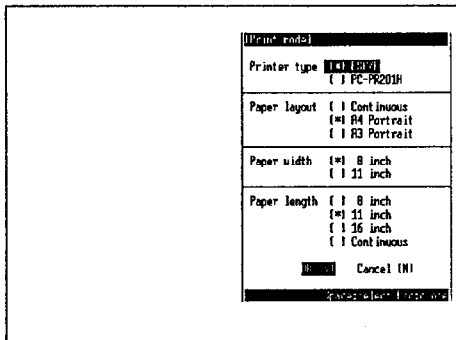 [Print mode]
Printer type
[ ] PC-PR201H
Paper layout [ ] Continuous
[*] A4 Portrait
[ ] A3 Portrait
Paper width [*] 8 inch
[ ] 11 inch
Paper length [ ] 8 inch
[*] 11 inch
[ ] 16 inch
[ ] Continuous
Cancel [N]